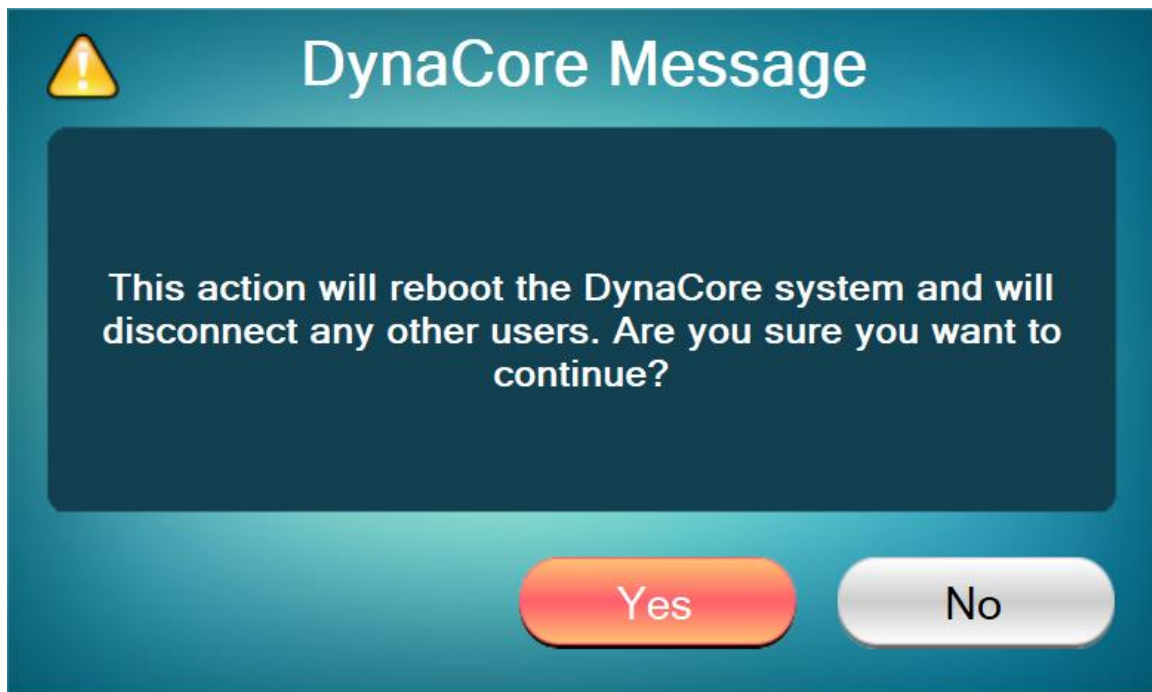 DynaCore Message
This action will reboot the DynaCore system and will
disconnect any other users. Are you sure you want to
continue?
Yes
No